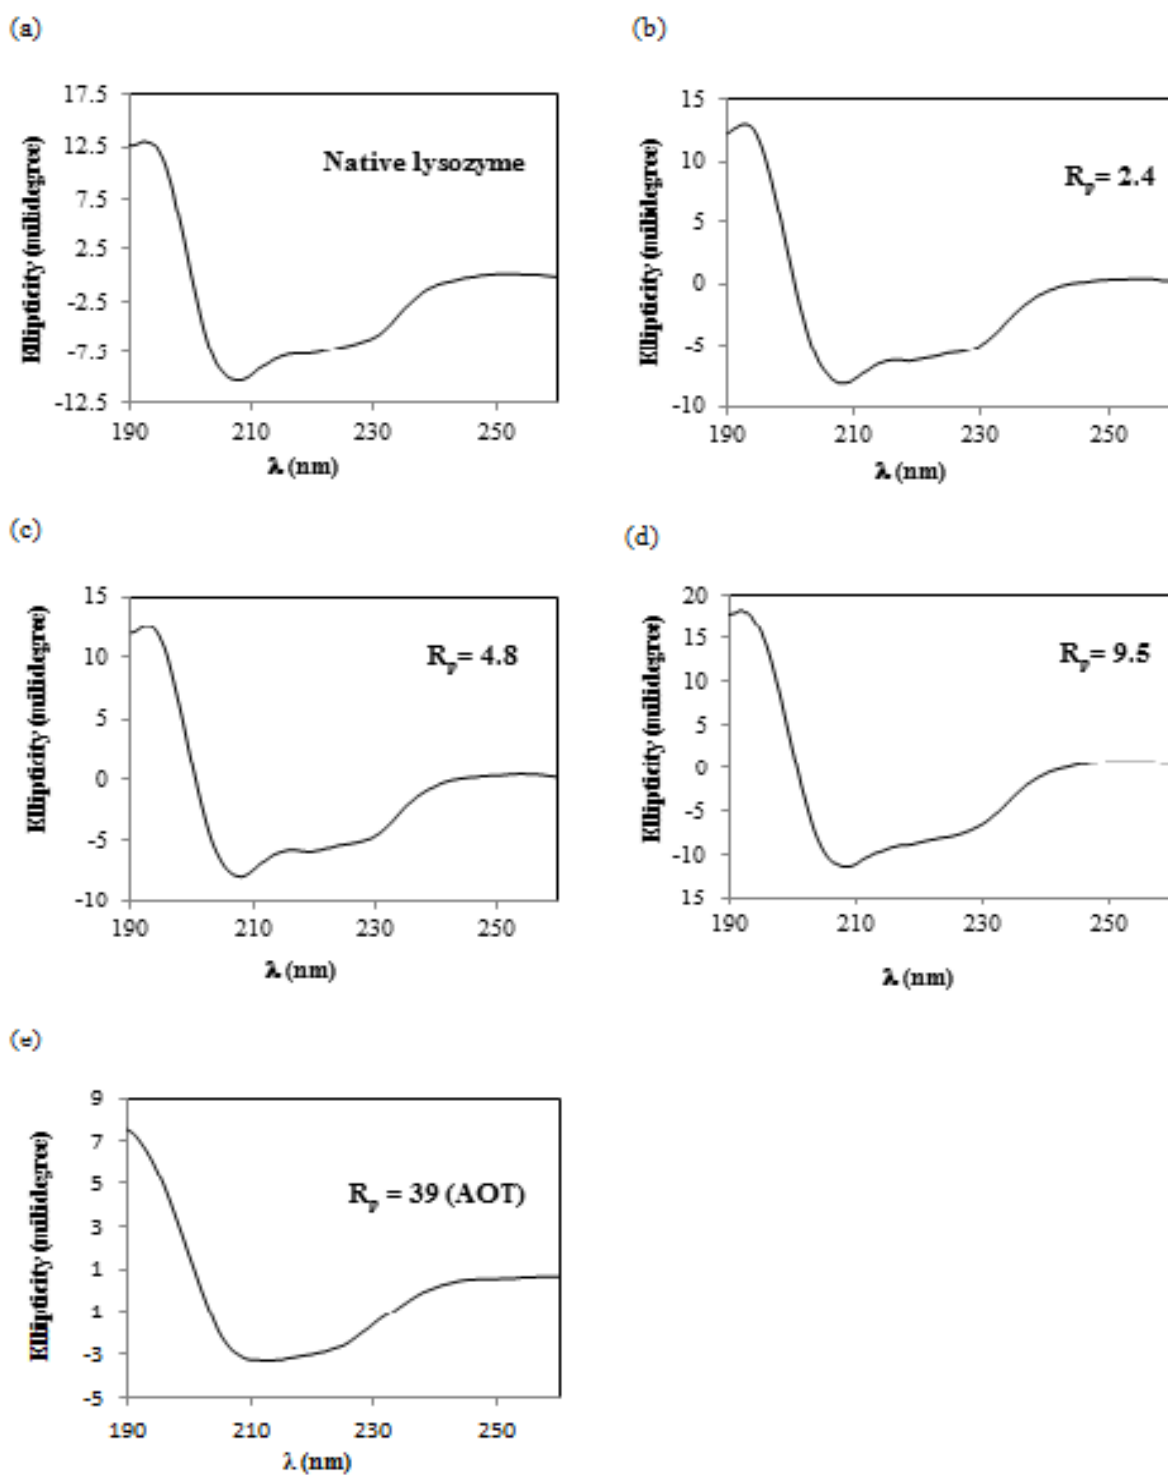 (a)
Ellipticity (milidegree)
17.5
12.5
7.5
2.5
-2.5
-7.5
-12.5
Native lysozyme
190 210 230 250
λ (nm)
(b)
Ellipticity (milidegree)
15
10
5
0
-5
-10
Rp= 2.4
190 210 230 250
λ (nm)
(c)
Ellipticity (milidegree)
15
10
5
0
-5
-10
Rp= 4.8
190 210 230 250
λ (nm)
(d)
Ellipticity (milidegree)
20
15
10
5
0
-5
-10
15
Rp= 9.5
190 210 230 250
λ (nm)
(e)
Ellipticity (milidegree)
9
7
5
3
1
1
-3
-5
Rp = 39 (AOT)
190 210 230 250
λ (nm)